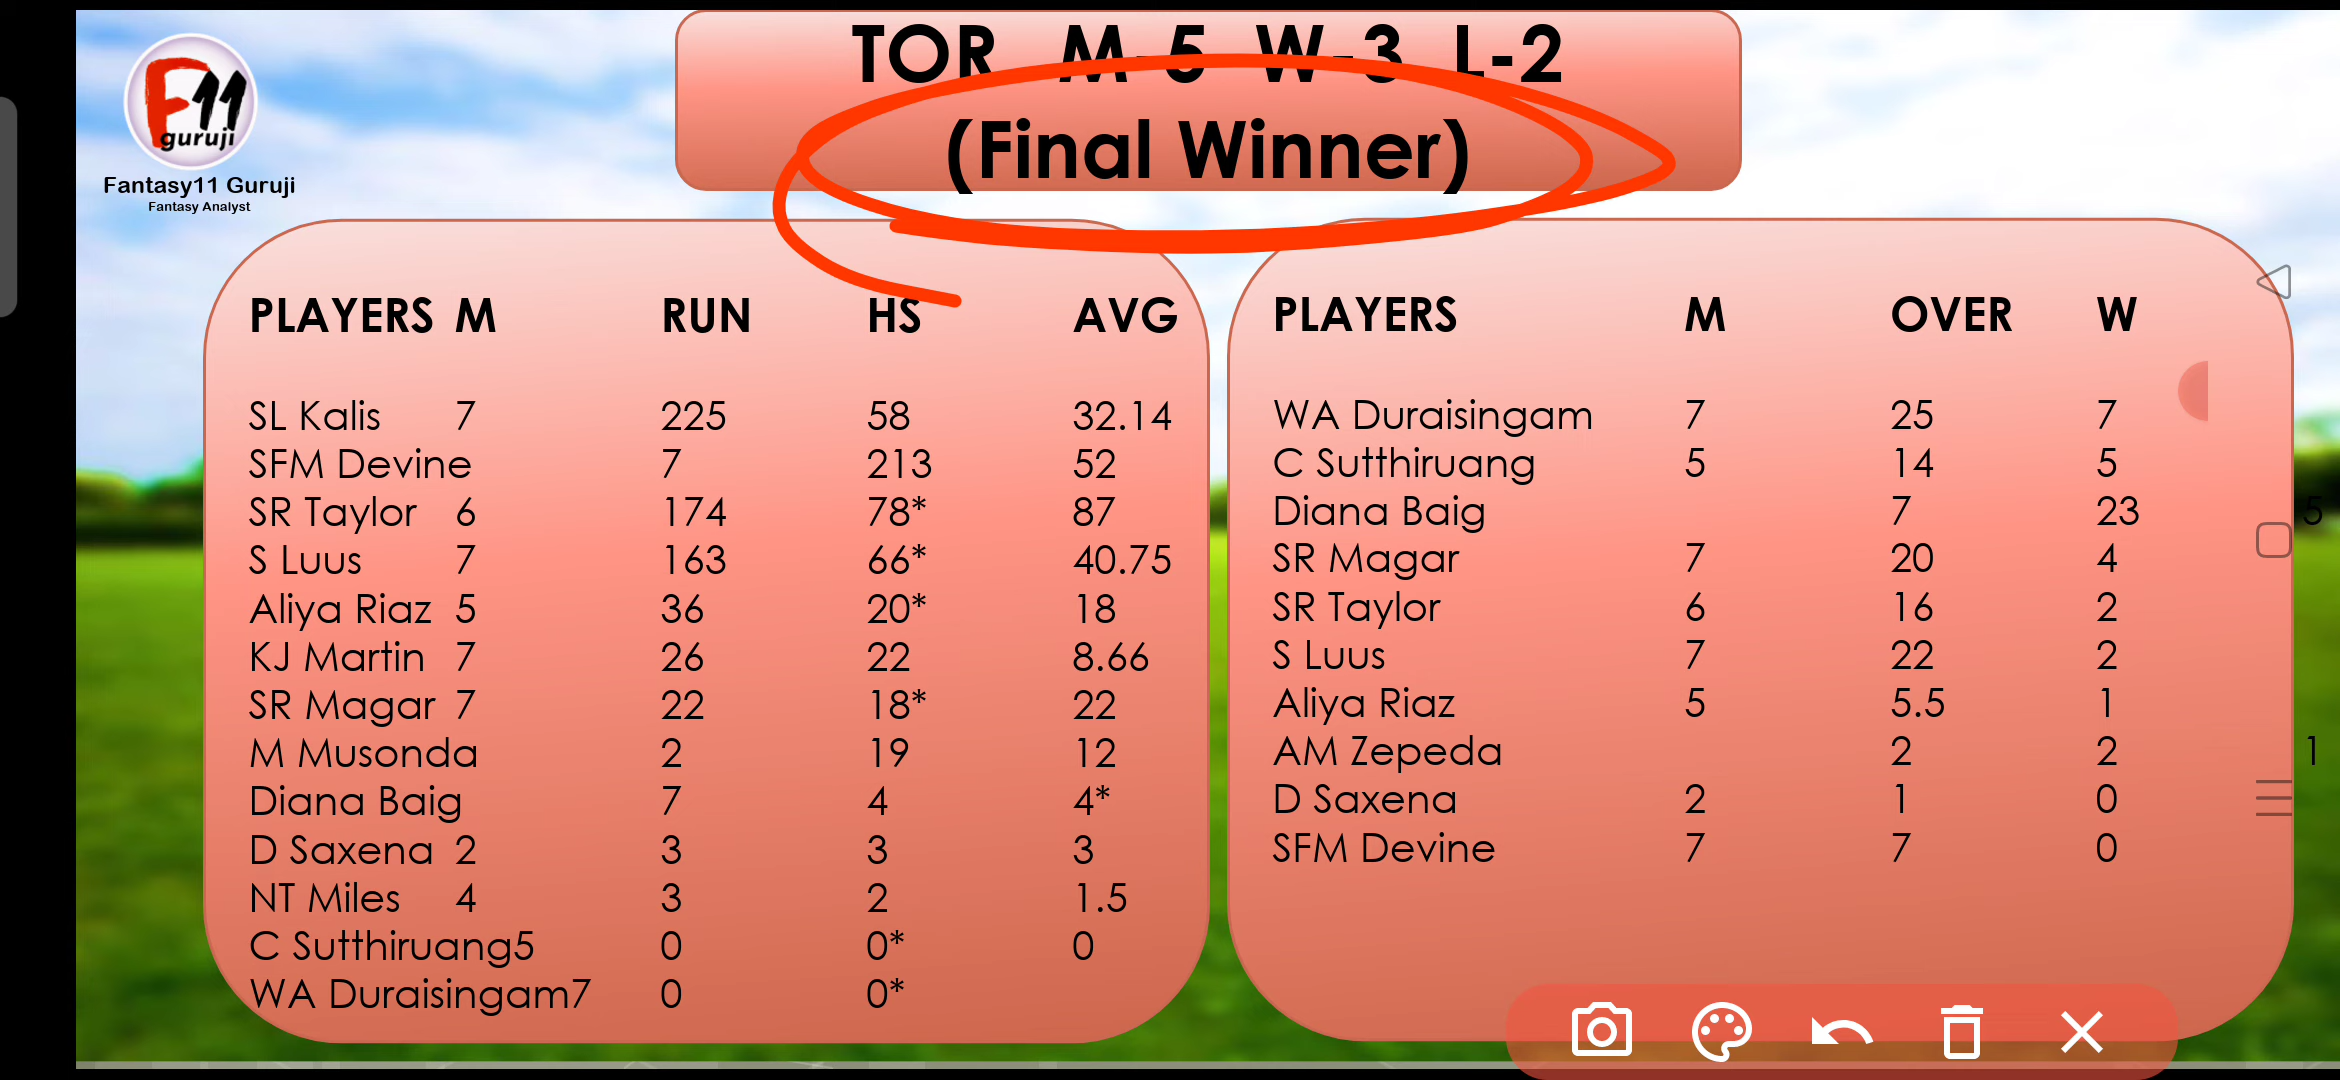 TOR M-5 W-3 L-2
(Final Winner)
F11
guruji
Fantasy11 Guruji
Fantasy Analyst
PLAYERS M RUN HS AVG
SL Kalis 7 225 58 32.14
SFM Devine 7 213 52
SR Taylor 6 174 78* 87
S Luus 7 163 66* 40.75
Aliya Riaz 5 36 20* 18
KJ Martin 7 26 22 8.66
SR Magar 7 22 18* 22
M Musonda 2 19 12
Diana Baig 7 4 4*
D Saxena 2 3 3 3
NT Miles 4 3 2 1.5
C Sutthiruang5 0 0* 0
WA Duraisingam7 0 0*
PLAYERS M OVER W
WA Duraisingam 7 25 7
C Sutthiruang 5 14 5
Diana Baig 7 23 5
SR Magar 7 20 4
SR Taylor 6 16 2
S Luus 7 22 2
Aliya Riaz 5 5.5 1
AM Zepeda 2 2 1
D Saxena 2 1 0
SFM Devine 7 7 0